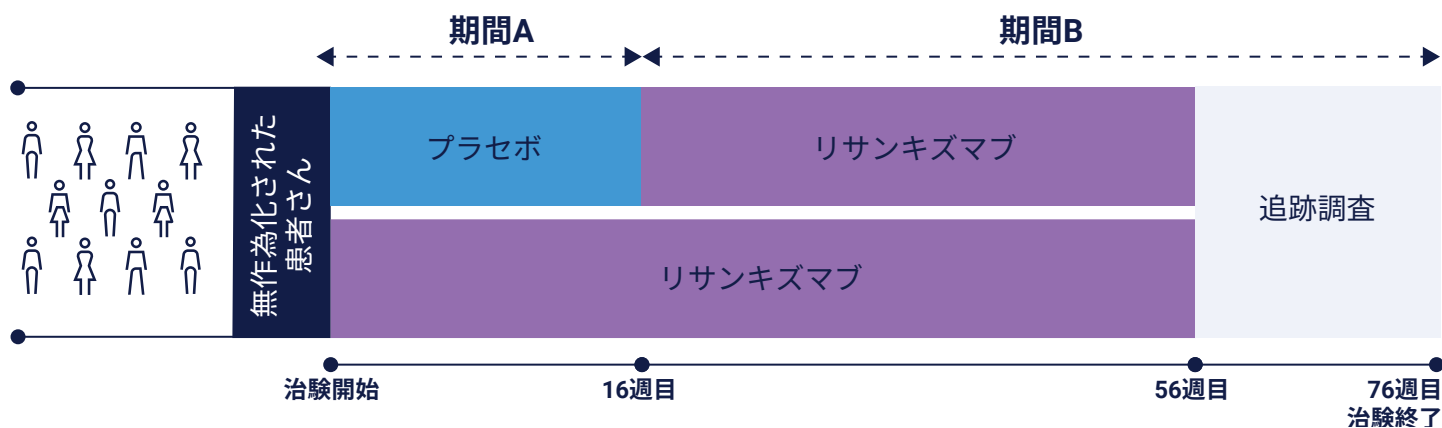 期間A
期間B
無作為化された
患者さん
プラセボ
リサンキズマブ
リサンキズマブ
追跡調査
治験開始
16週目
56週目
76週目
治験終了